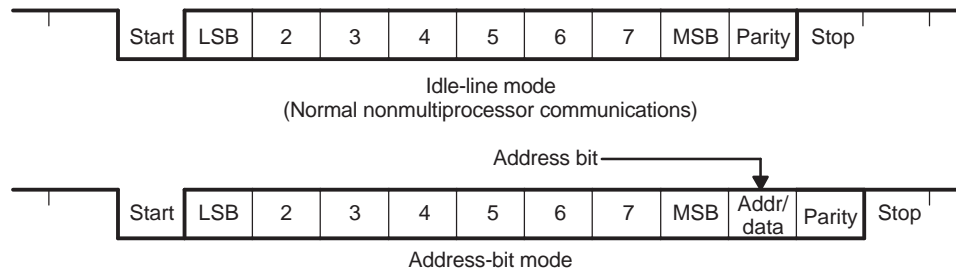 Start LSB 2 3 4 5 6 7 MSB Parity Stop
Idle-line mode
(Normal nonmultiprocessor communications)
Address bit
Start LSB 2 3 4 5 6 7 MSB Addr/ data Parity Stop
Address-bit mode